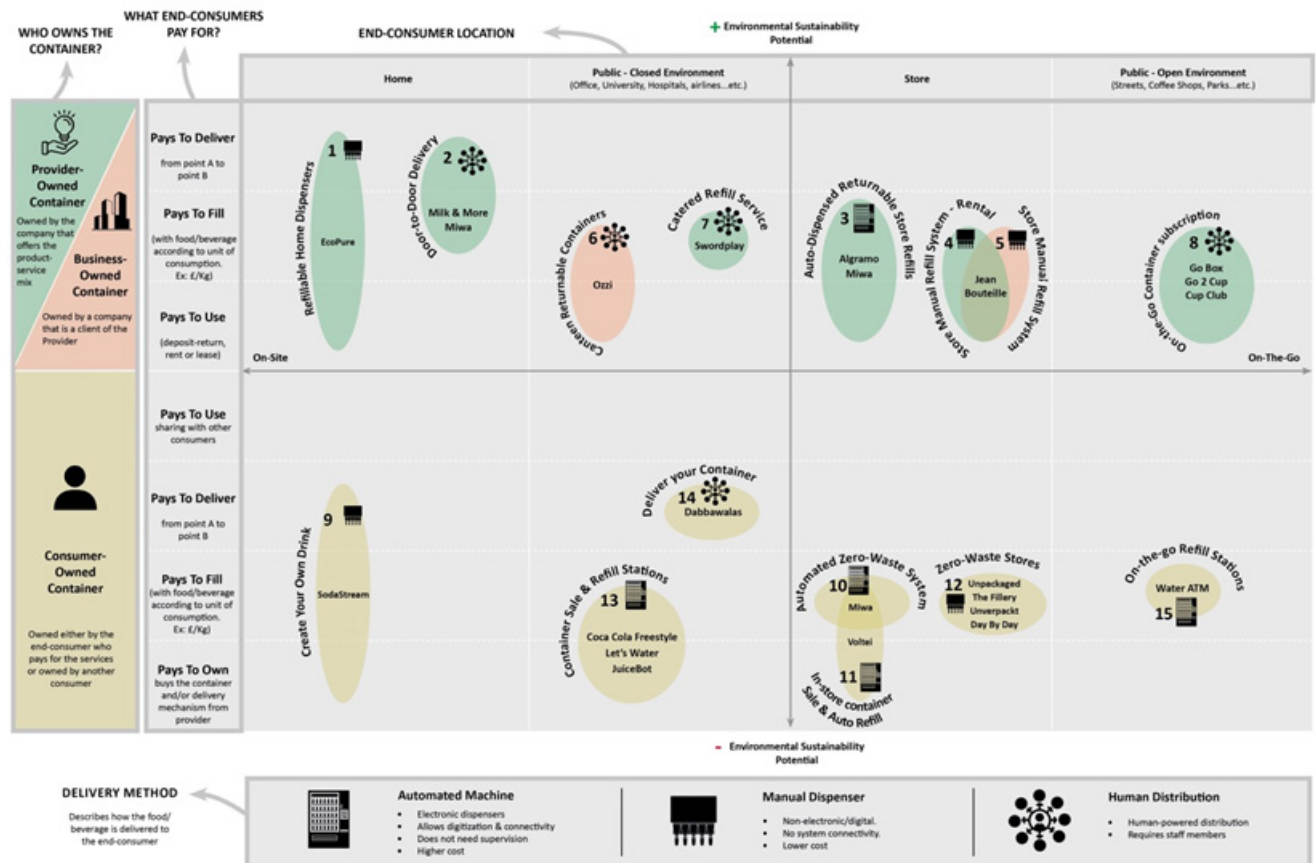 WHO OWNS THE
CONTAINER?
WHAT END-CONSUMERS
PAY FOR?
END-CONSUMER LOCATION
+ Environmental Sustainability
Potential
Home
Public - Closed Environment
(Office, University, Hospitals, airlines...etc.)
Store
Public - Open Environment
(Streets, Coffee Shops, Parks...etc.)
Provider-
Owned
Container
Owned by the
company that
offers the
product-
service
mix
Business-
Owned
Container
Owned by a company
that is a client of the
Provider
Consumer-
Owned
Container
Owned either by the
end-consumer who
pays for the services
or owned by another
consumer
Pays To Deliver
from point A to
point B
Pays To Fill
(with food/beverage
according to unit of
consumption.
Ex: £/Kg)
Pays To Use
(deposit-return,
rent or lease)
Pays To Use
sharing with other
consumers
Pays To Deliver
from point A to
point B
Pays To Fill
(with food/beverage
according to unit of
consumption.
Ex: £/Kg)
Pays To Own
buys the container
and/or delivery
mechanism from
provider
Refillable Home Dispensers
1
EcoPure
Door-to-Door Delivery
2
Milk & More
Miwa
Canteen Returnable Containers
6
Ozzi
Catered Refill Service
7
Swordplay
Auto-Dispensed Returnable Store Refills
3
Algramo
Miwa
Store Manual Refill System - Rental
4
5
Jean
Bouteille
Store Manual Refill System
On-the-Go Container subscription
8
Go Box
Go 2 Cup
Cup Club
On-Site
On-The-Go
Create Your Own Drink
9
SodaStream
Deliver your Container
14
Dabbawalas
Container Sale & Refill Stations
13
Coca Cola Freestyle
Let's Water
JuiceBot
Automated Zero-Waste System
10
Miwa
Voltei
11
In-store container
Sale & Auto Refill
Zero-Waste Stores
12
Unpackaged
The Fillery
Unverpackt
Day By Day
On-the-go Refill Stations
Water ATM
15
- Environmental Sustainability
Potential
DELIVERY METHOD
Describes how the food/
beverage is delivered to
the end-consumer
Automated Machine
• Electronic dispensers
• Allows digitization & connectivity
• Does not need supervision
• Higher cost
Manual Dispenser
• Non-electronic/digital.
• No system connectivity.
• Lower cost
Human Distribution
• Human-powered distribution
• Requires staff members